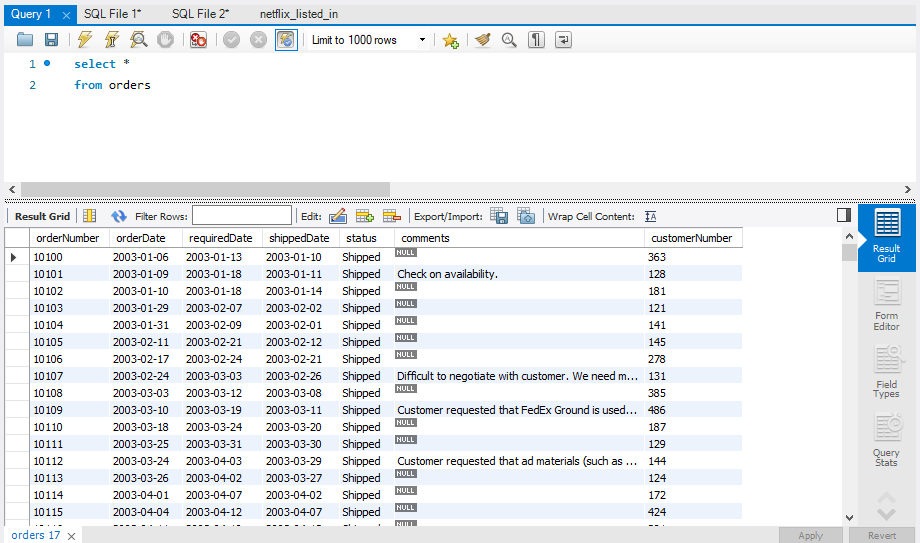 Query 1 SQL File 1* SQL File 2* netflix_listed_in
Limit to 1000 rows
1 select *
2 from orders
Result Grid Filter Rows: Edit: Export/Import: Wrap Cell Content: IA
orderNumber orderDate requiredDate shippedDate status comments customerNumber
10100 2003-01-06 2003-01-13 2003-01-10 Shipped NULL 363
10101 2003-01-09 2003-01-18 2003-01-11 Shipped Check on availability. 128
10102 2003-01-10 2003-01-18 2003-01-14 Shipped NULL 181
10103 2003-01-29 2003-02-07 2003-02-02 Shipped NULL 121
10104 2003-01-31 2003-02-09 2003-02-01 Shipped NULL 141
10105 2003-02-11 2003-02-21 2003-02-12 Shipped NULL 145
10106 2003-02-17 2003-02-24 2003-02-21 Shipped NULL 278
10107 2003-02-24 2003-03-03 2003-02-26 Shipped Difficult to negotiate with customer. We need m... 131
10108 2003-03-03 2003-03-12 2003-03-08 Shipped NULL 385
10109 2003-03-10 2003-03-19 2003-03-11 Shipped Customer requested that FedEx Ground is used... 486
10110 2003-03-18 2003-03-24 2003-03-20 Shipped NULL 187
10111 2003-03-25 2003-03-31 2003-03-30 Shipped NULL 129
10112 2003-03-24 2003-04-03 2003-03-29 Shipped Customer requested that ad materials (such as ... 144
10113 2003-03-26 2003-04-02 2003-03-27 Shipped NULL 124
10114 2003-04-01 2003-04-07 2003-04-02 Shipped NULL 172
10115 2003-04-04 2003-04-12 2003-04-07 Shipped NULL 424
NULL
Result
Grid
Form
Editor
Field
Types
Query
Stats
orders 17 Apply Revert